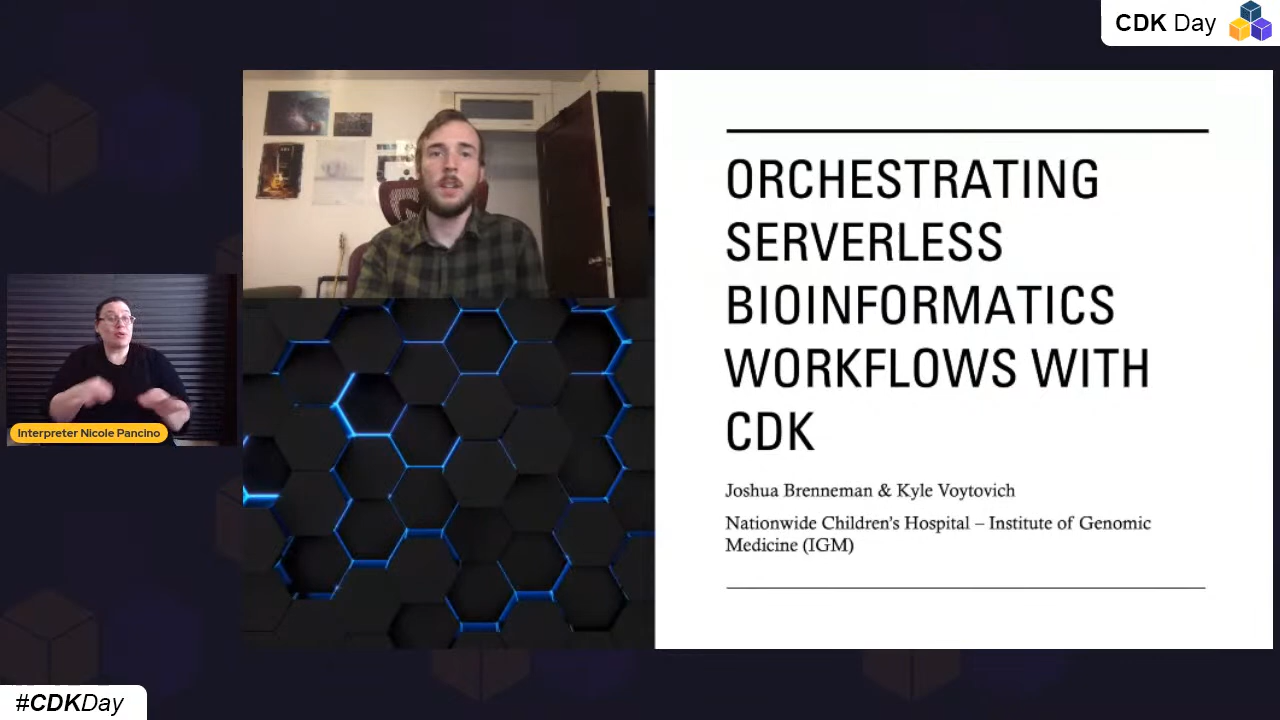 CDK Day
ORCHESTRATING
SERVERLESS
BIOINFORMATICS
WORKFLOWS WITH
CDK
Joshua Brenneman & Kyle Voytovich
Nationwide Children's Hospital – Institute of Genomic
Medicine (IGM)
Interpreter Nicole Pancino
#CDKDay